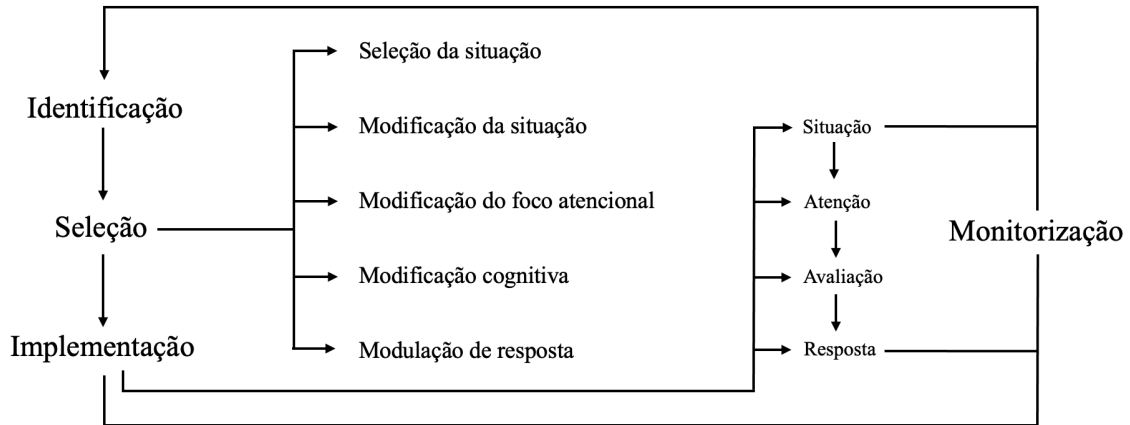 Identificação
Seleção
Implementação
Seleção da situação
Modificação da situação
Modificação do foco atencional
Modificação cognitiva
Modulação de resposta
Situação
Atenção
Avaliação
Resposta
Monitorização